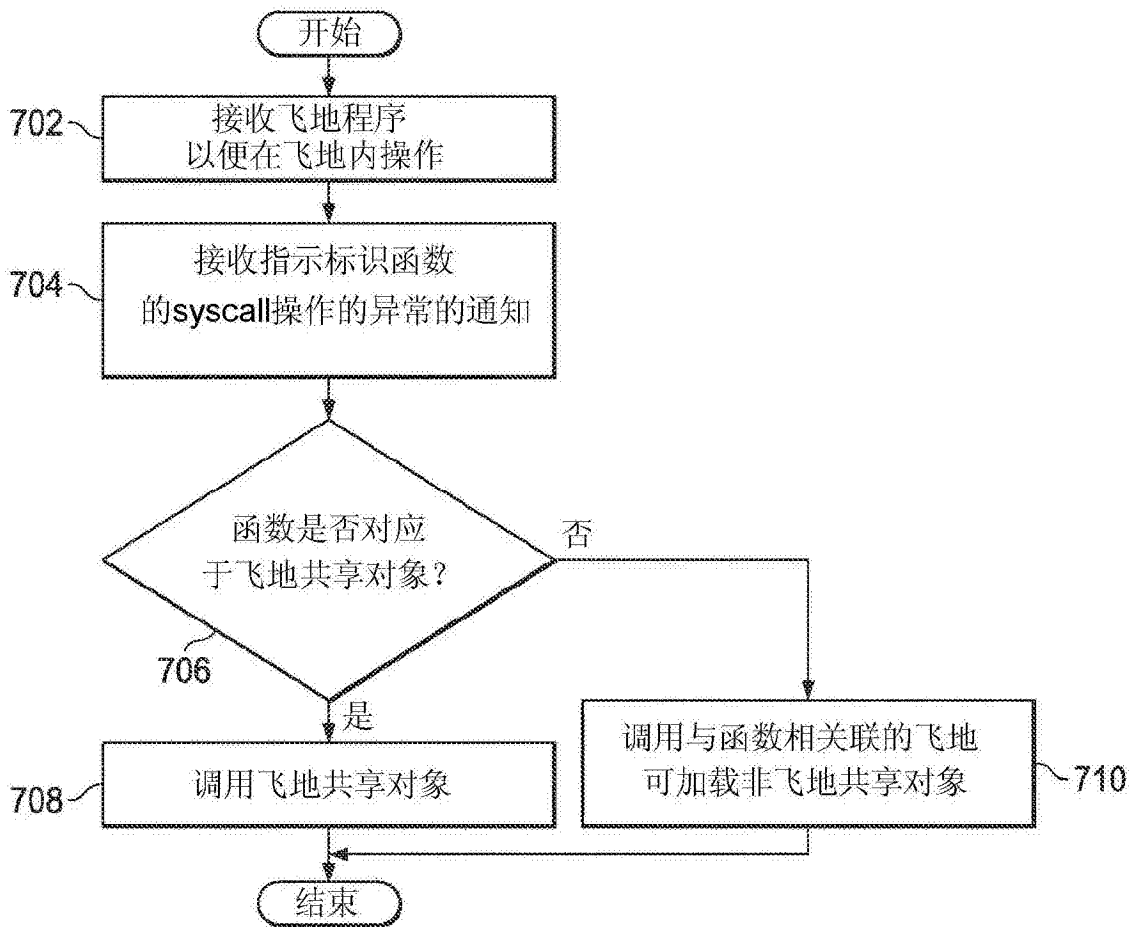 开始
702
接收飞地程序
以便在飞地内操作
704
接收指示标识函数
的syscall操作的异常的通知
函数是否对应
于飞地共享对象？
否
706
是
708
调用飞地共享对象
调用与函数相关联的飞地
可加载非飞地共享对象
710
结束